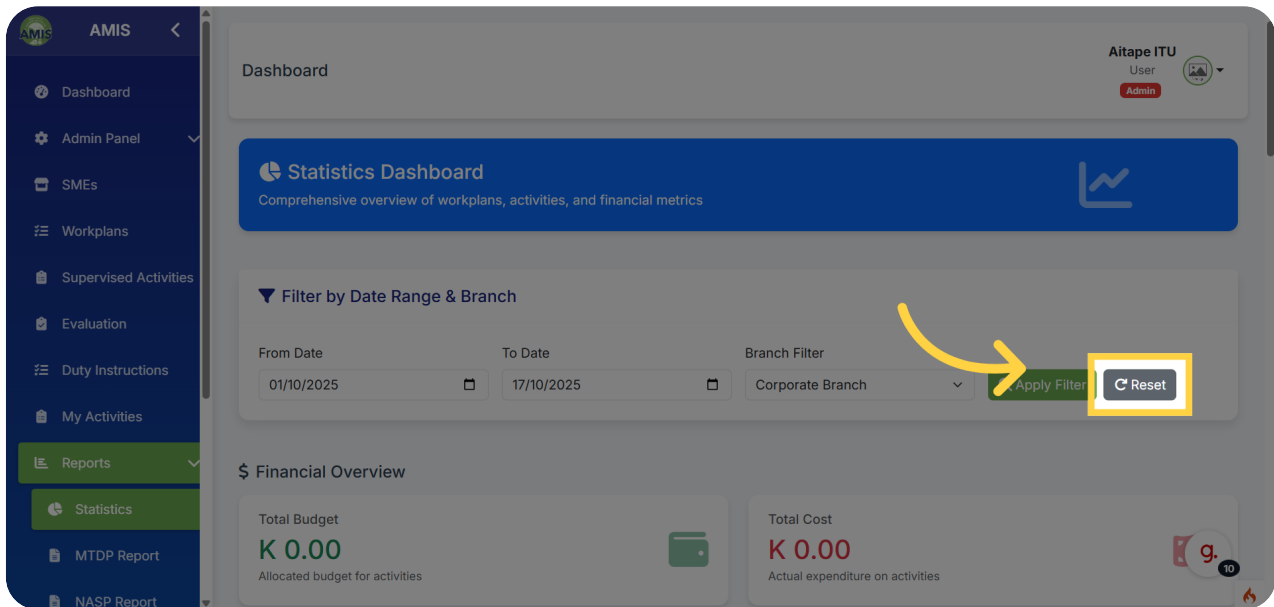 AMIS
AMIS
Dashboard
Admin Panel
SMEs
Workplans
Supervised Activities
Evaluation
Duty Instructions
My Activities
Reports
Statistics
MTDP Report
NASP Report
Dashboard
Aitape ITU
User
Admin
Statistics Dashboard
Comprehensive overview of workplans, activities, and financial metrics
Filter by Date Range & Branch
From Date
To Date
Branch Filter
01/10/2025
17/10/2025
Corporate Branch
Apply Filter
Reset
$ Financial Overview
Total Budget
K 0.00
Allocated budget for activities
Total Cost
K 0.00
Actual expenditure on activities
g.
10